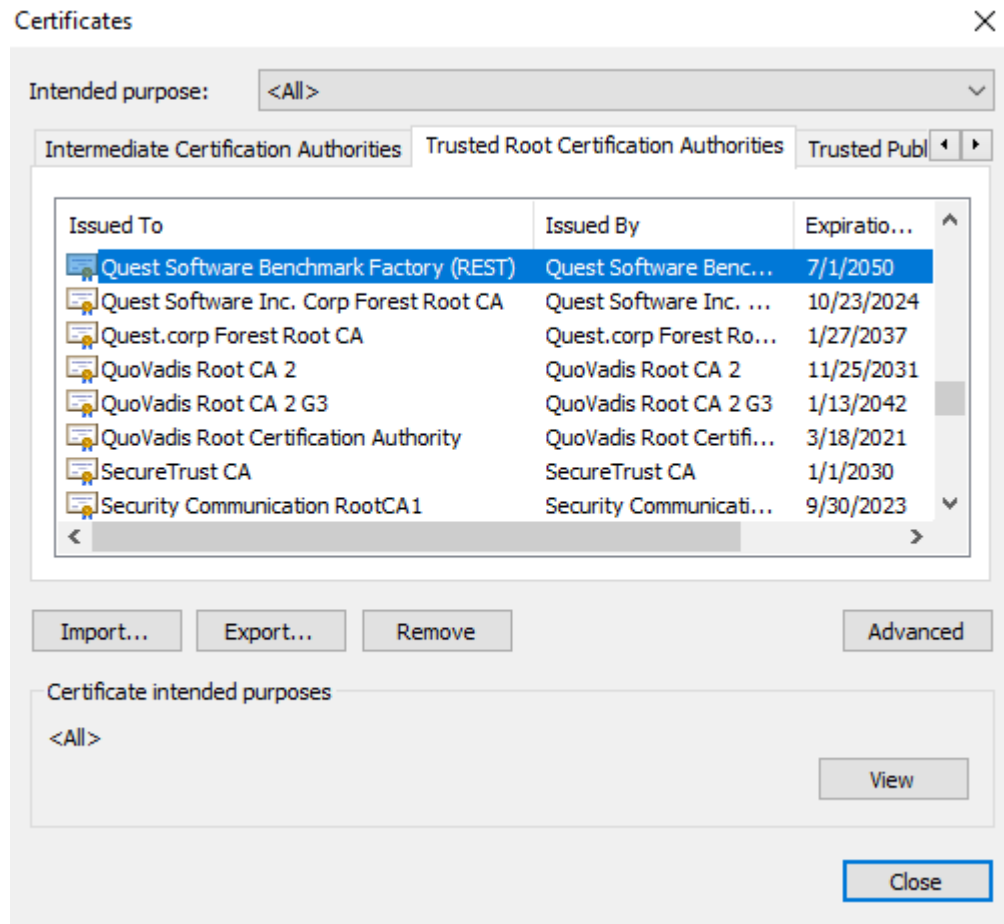 Certificates
Intended purpose: <All>
Intermediate Certification Authorities Trusted Root Certification Authorities Trusted Publ
Issued To Issued By Expiratio...
Quest Software Benchmark Factory (REST) Quest Software Benc... 7/1/2050
Quest Software Inc. Corp Forest Root CA Quest Software Inc. ... 10/23/2024
Quest.corp Forest Root CA Quest.corp Forest Ro... 1/27/2037
QuoVadis Root CA 2 QuoVadis Root CA 2 11/25/2031
QuoVadis Root CA 2 G3 QuoVadis Root CA 2 G3 1/13/2042
QuoVadis Root Certification Authority QuoVadis Root Certifi... 3/18/2021
SecureTrust CA SecureTrust CA 1/1/2030
Security Communication RootCA1 Security Communicati... 9/30/2023
Import... Export... Remove Advanced
Certificate intended purposes
<All>
View
Close